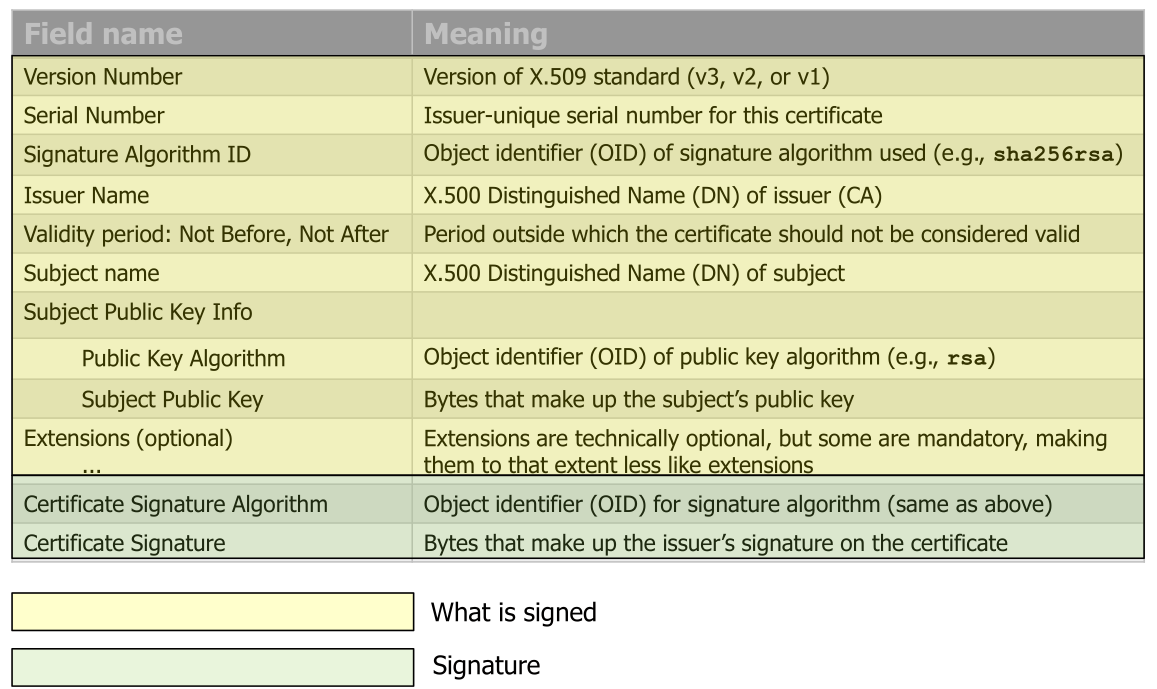 Field name Meaning
Version Number Version of X.509 standard (v3, v2, or v1)
Serial Number Issuer-unique serial number for this certificate
Signature Algorithm ID Object identifier (OID) of signature algorithm used (e.g., sha256rsa)
Issuer Name X.500 Distinguished Name (DN) of issuer (CA)
Validity period: Not Before, Not After Period outside which the certificate should not be considered valid
Subject name X.500 Distinguished Name (DN) of subject
Subject Public Key Info
Public Key Algorithm Object identifier (OID) of public key algorithm (e.g., rsa)
Subject Public Key Bytes that make up the subject’s public key
Extensions (optional) Extensions are technically optional, but some are mandatory, making
... them to that extent less like extensions
Certificate Signature Algorithm Object identifier (OID) for signature algorithm (same as above)
Certificate Signature Bytes that make up the issuer’s signature on the certificate
What is signed
Signature